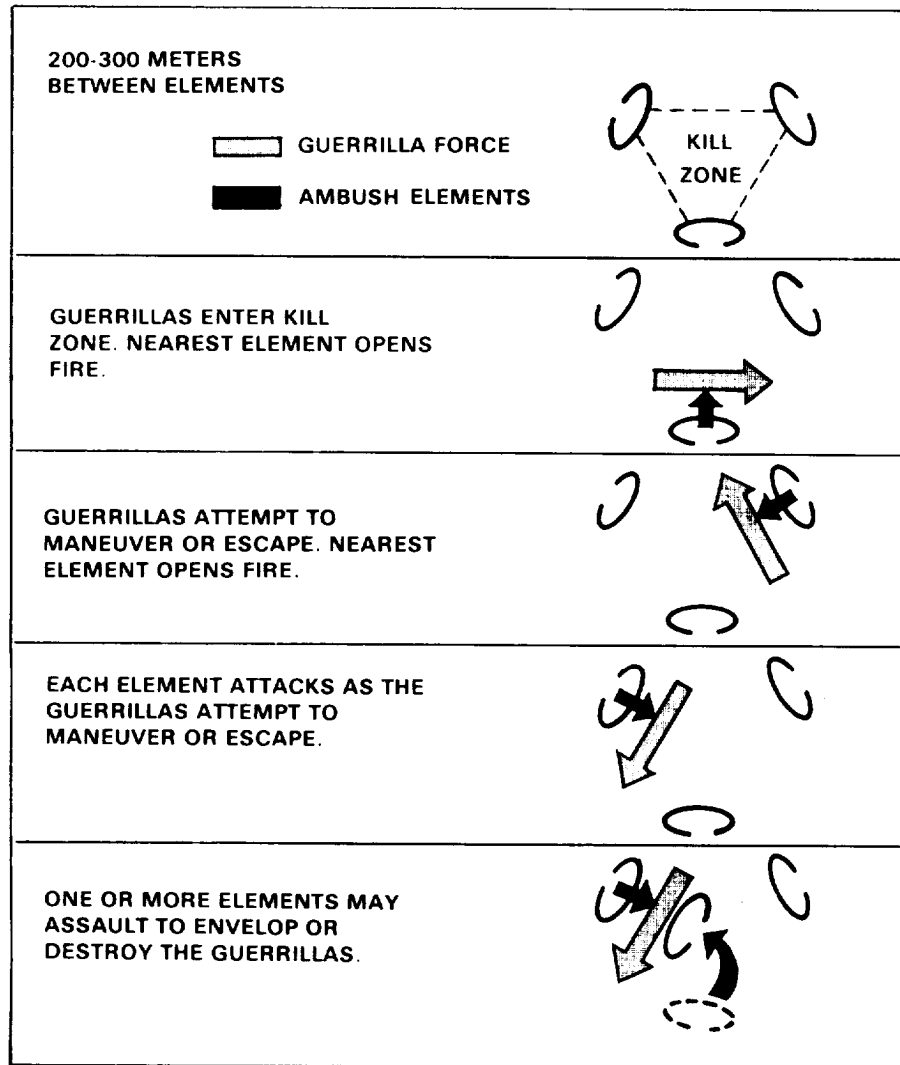 200-300 METERS
BETWEEN ELEMENTS
GUERRILLA FORCE
AMBUSH ELEMENTS
KILL
ZONE
GUERRILLAS ENTER KILL
ZONE. NEAREST ELEMENT OPENS
FIRE.
GUERRILLAS ATTEMPT TO
MANEUVER OR ESCAPE. NEAREST
ELEMENT OPENS FIRE.
EACH ELEMENT ATTACKS AS THE
GUERRILLAS ATTEMPT TO
MANEUVER OR ESCAPE.
ONE OR MORE ELEMENTS MAY
ASSAULT TO ENVELOP OR
DESTROY THE GUERRILLAS.